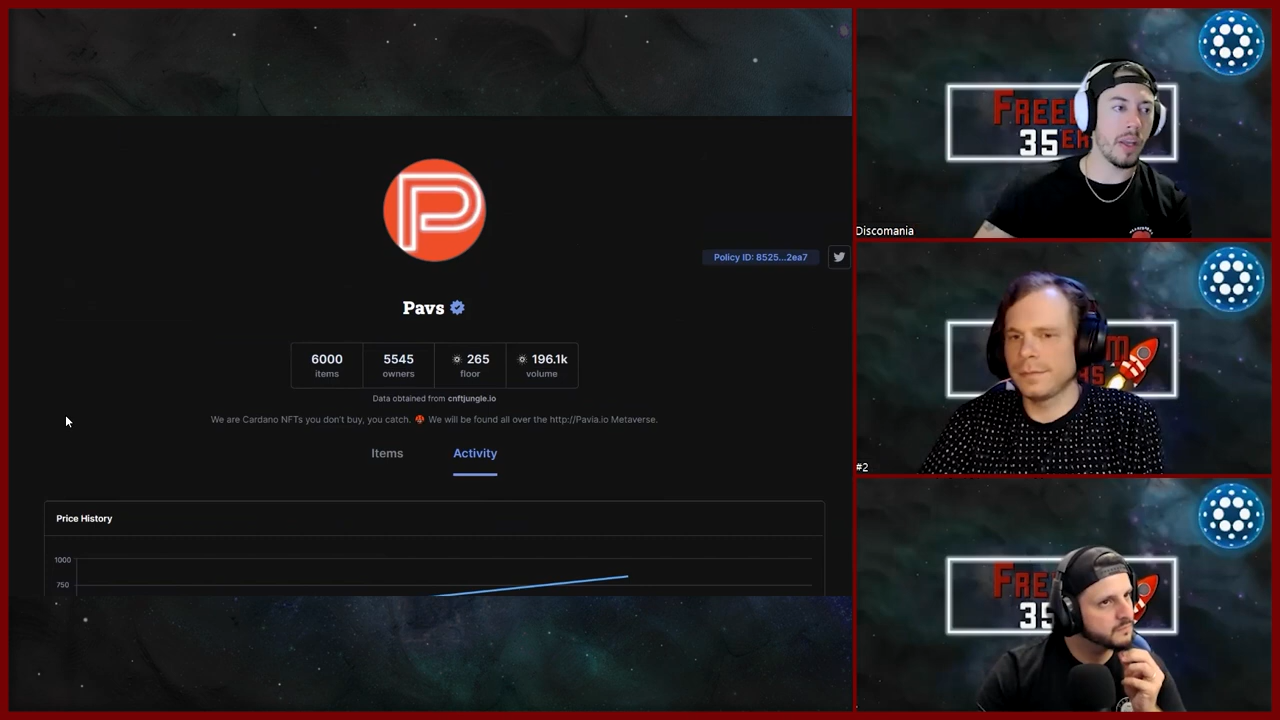 Policy ID: 8525...2ea7
Pavs
6000
items
5545
owners
265
floor
196.1k
volume
Data obtained from cnftjungle.io
We are Cardano NFTs you don't buy, you catch. We will be found all over the http://Pavia.io Metaverse.
Items
Activity
Price History
1000
750
Discomania
35
#2
35